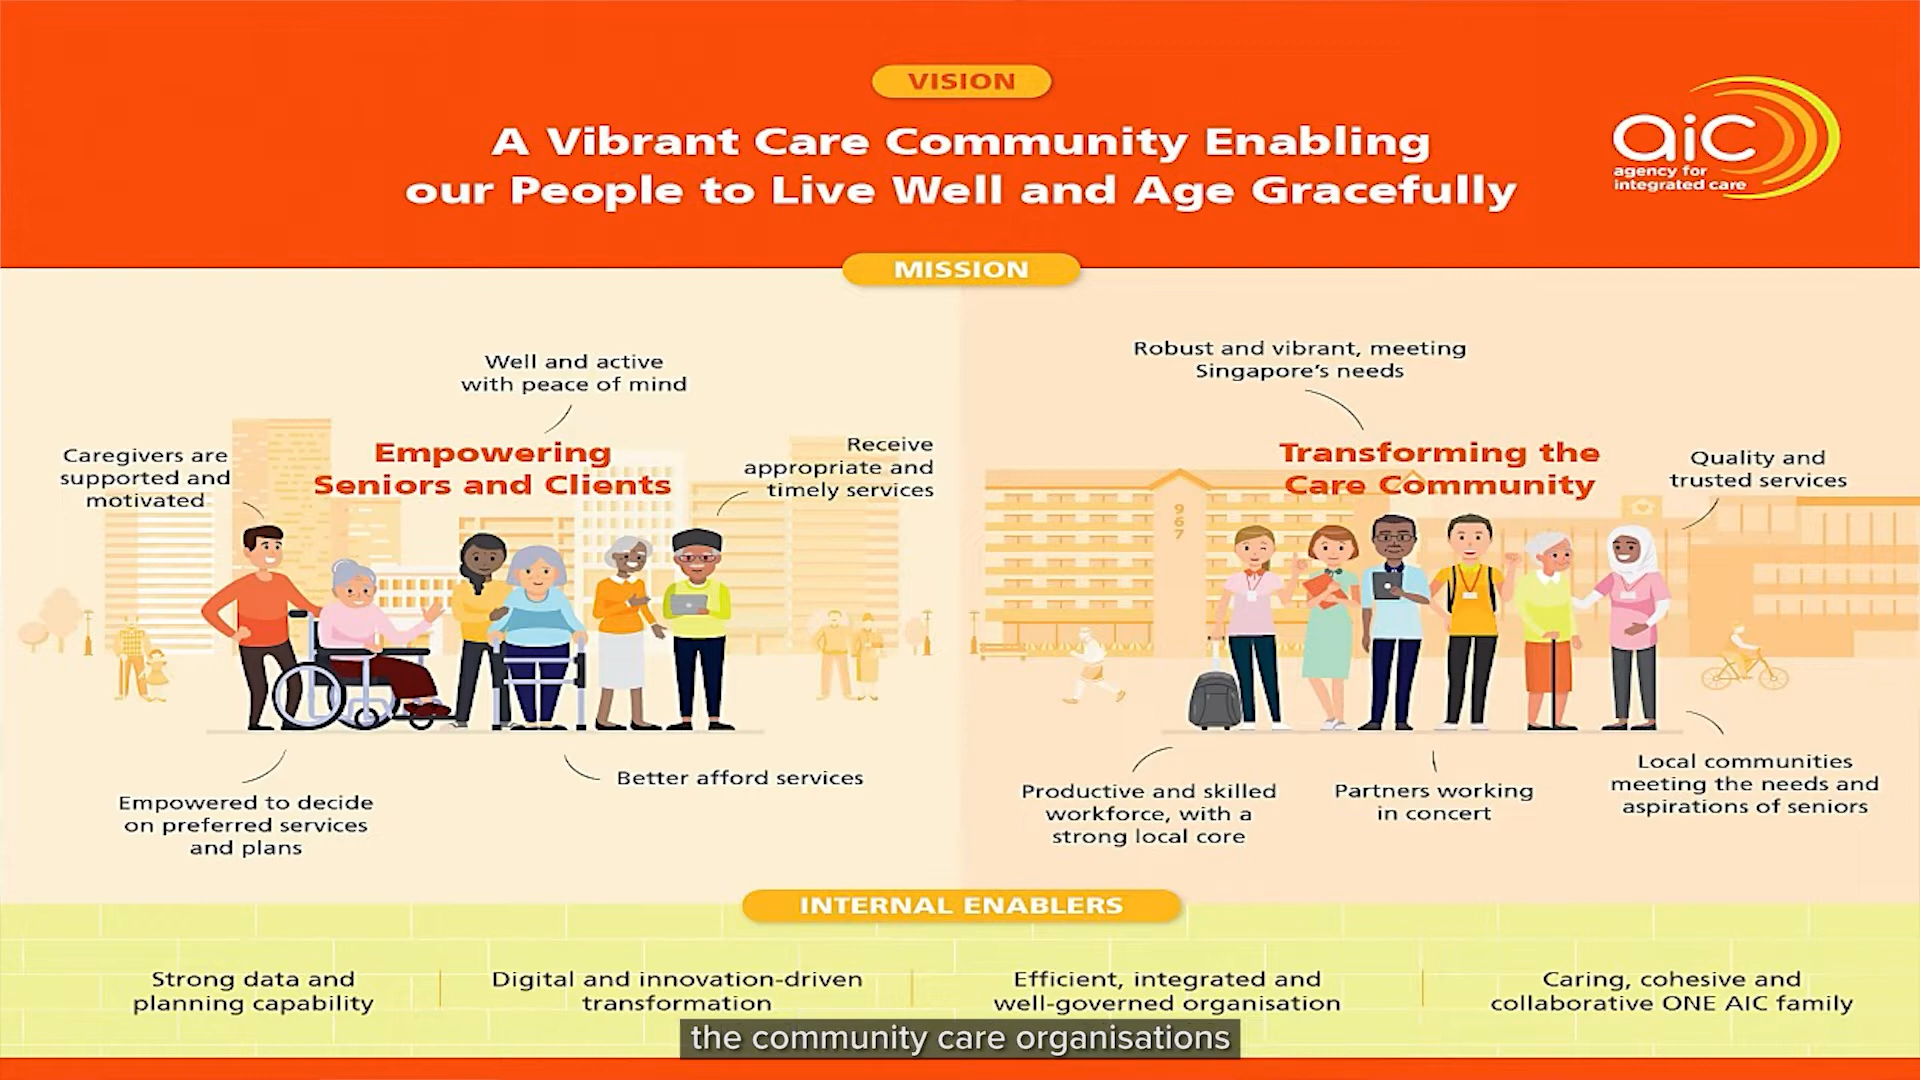 VISION
A Vibrant Care Community Enabling
our People to Live Well and Age Gracefully
aic
agency for
integrated care
MISSION
Well and active
with peace of mind
Empowering
Seniors and Clients
Caregivers are
supported and
motivated
Receive
appropriate and
timely services
Empowered to decide
on preferred services
and plans
Better afford services
Robust and vibrant, meeting
Singapore's needs
Transforming the
Care Community
Quality and
trusted services
9
6
7
Productive and skilled
workforce, with a
strong local core
Partners working
in concert
Local communities
meeting the needs and
aspirations of seniors
INTERNAL ENABLERS
Strong data and
planning capability
Digital and innovation-driven
transformation
Efficient, integrated and
well-governed organisation
Caring, cohesive and
collaborative ONE AIC family
the community care organisations